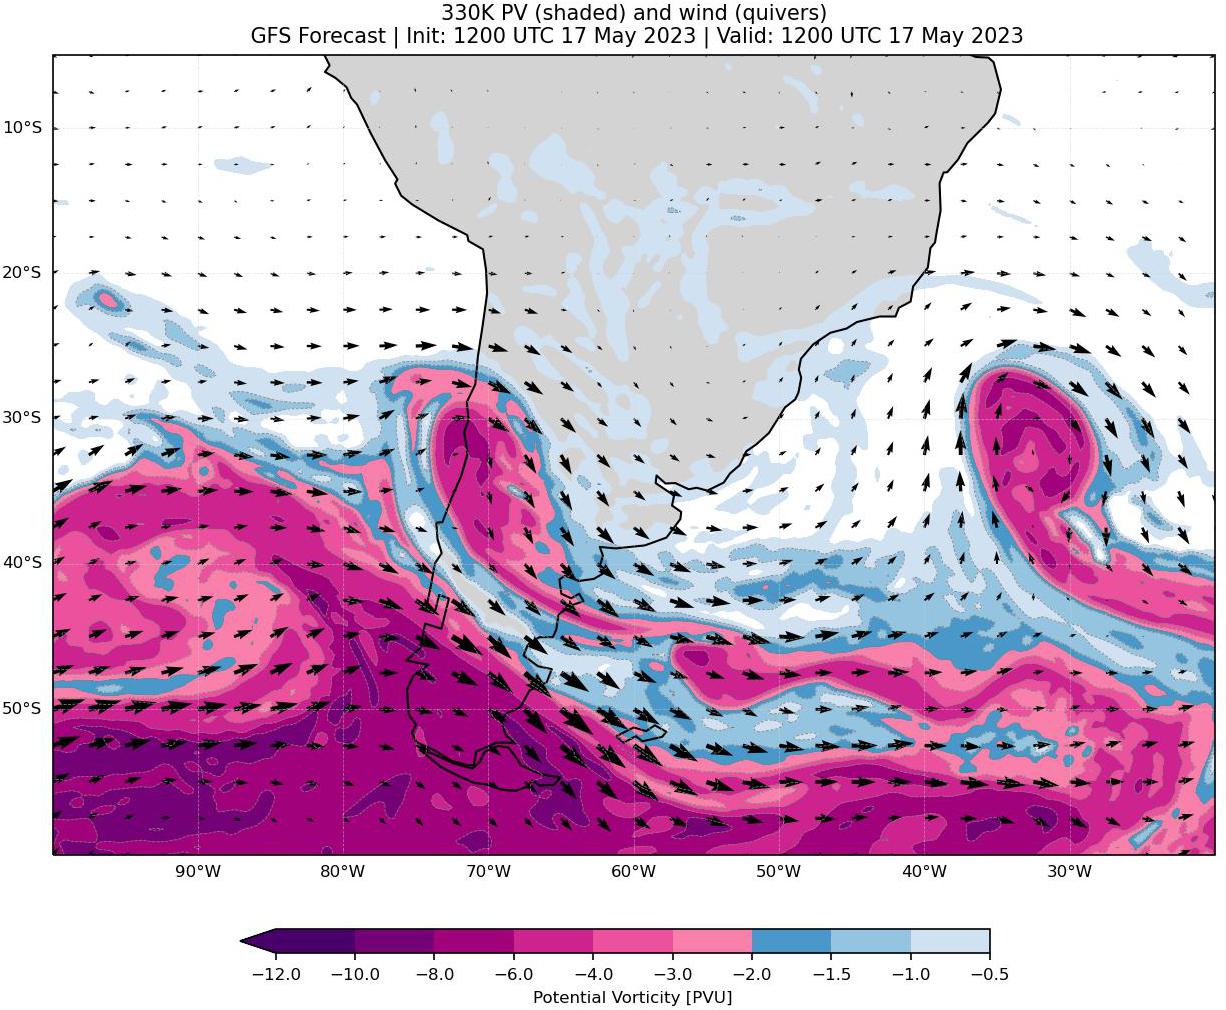 330K PV (shaded) and wind (quivers)
GFS Forecast | Init: 1200 UTC 17 May 2023 | Valid: 1200 UTC 17 May 2023
10°S
20°S
30°S
40°S
50°S
90°W 80°W 70°W 60°W 50°W 40°W 30°W
−12.0 −10.0 −8.0 −6.0 −4.0 −3.0 −2.0 −1.5 −1.0 −0.5
Potential Vorticity [PVU]